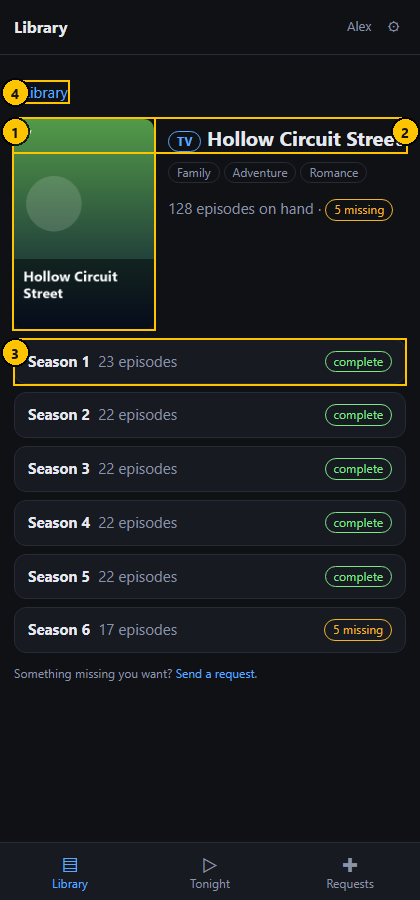 Library
Alex
4 Library
1
2
TV Hollow Circuit Street
Family Adventure Romance
128 episodes on hand · 5 missing
Hollow Circuit
Street
3
Season 1 23 episodes complete
Season 2 22 episodes complete
Season 3 22 episodes complete
Season 4 22 episodes complete
Season 5 22 episodes complete
Season 6 17 episodes 5 missing
Something missing you want? Send a request.
Library Tonight Requests